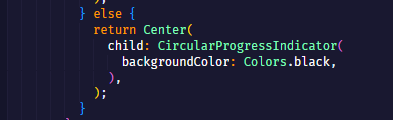 );
} else {
return Center(
child: CircularProgressIndicator(
backgroundColor: Colors.black,
),
);
}